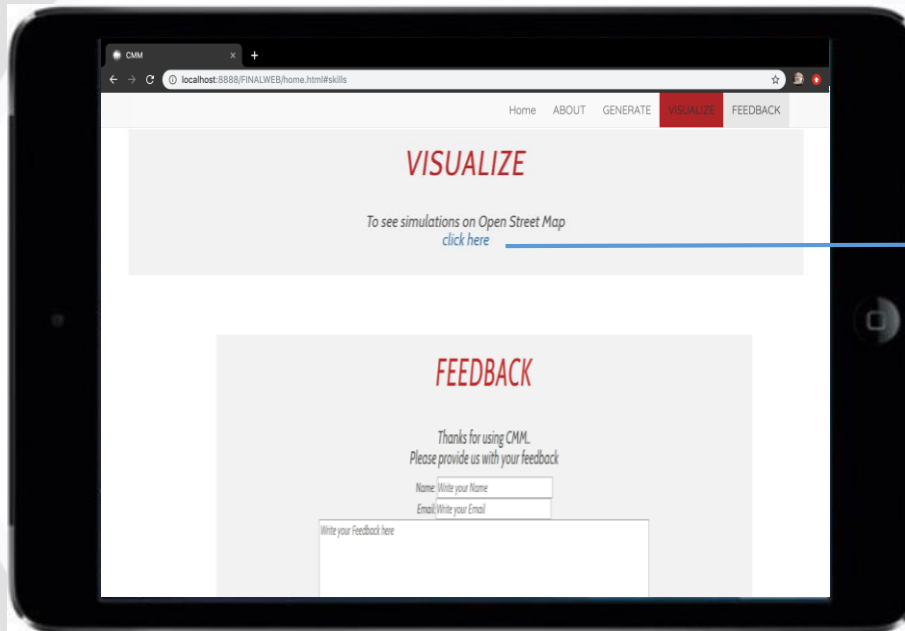 CMM
localhost:8888/FINALWEB/home.html#skills
Home ABOUT GENERATE VISUALIZE FEEDBACK
VISUALIZE
To see simulations on Open Street Map
click here
FEEDBACK
Thanks for using CMM..
Please provide us with your feedback
Name: Write your Name
Email: Write your Email
Write your Feedback here